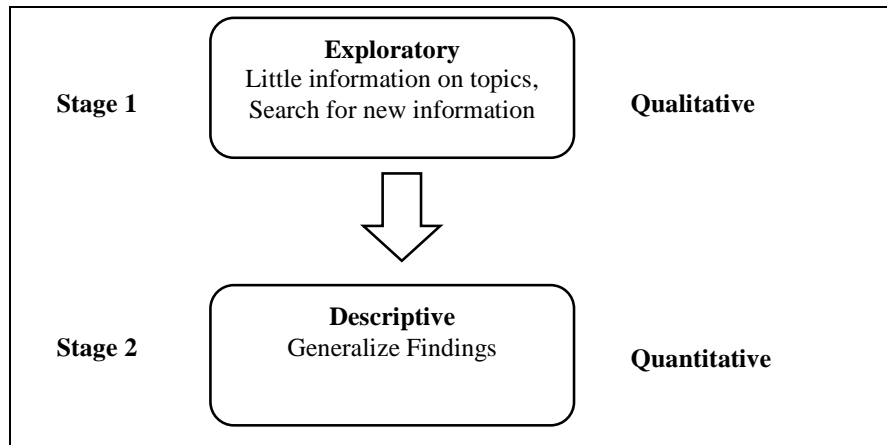 Exploratory
Little information on topics,
Search for new information
Stage 1
Qualitative
Descriptive
Generalize Findings
Stage 2
Quantitative